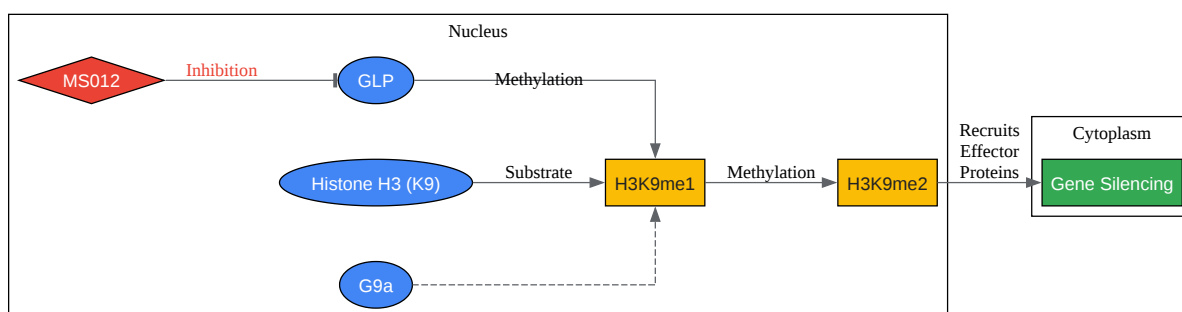 Nucleus
MS012
Inhibition
GLP
Methylation
Histone H3 (K9)
Substrate
H3K9me1
Methylation
H3K9me2
Recruits
Effector
Proteins
Cytoplasm
Gene Silencing
G9a